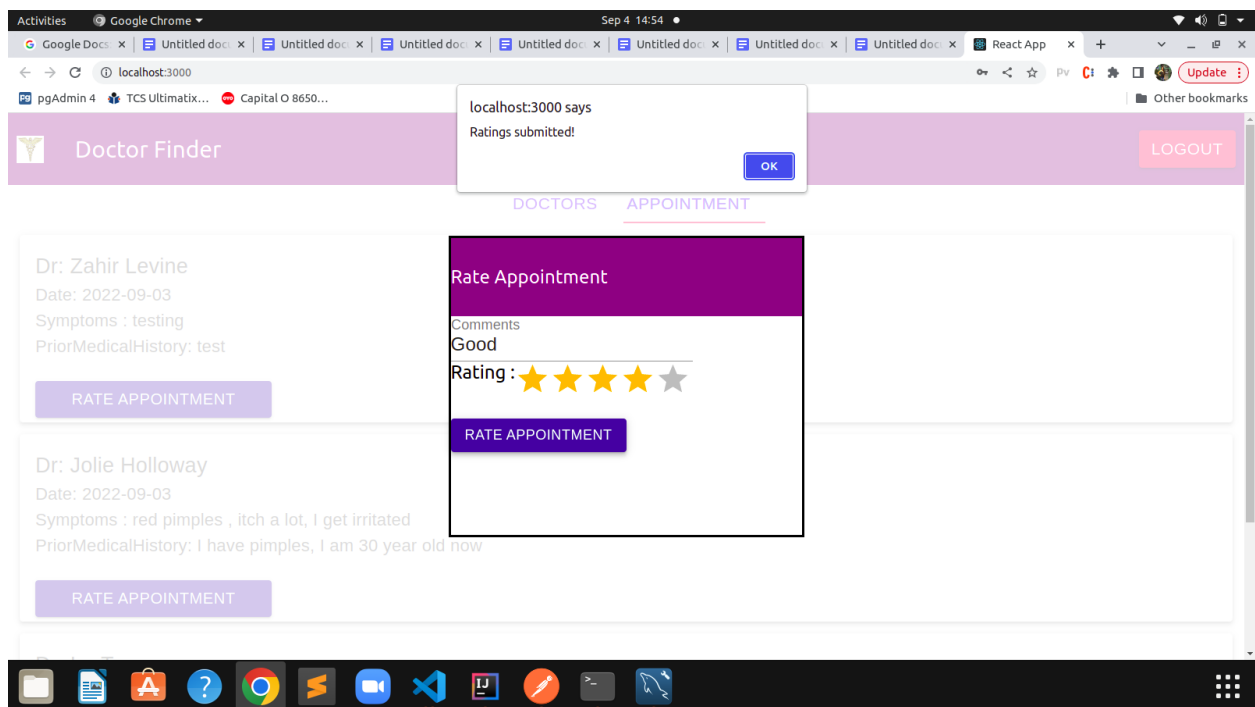 Activities Google Chrome Sep 4 14:54
Google Docs Untitled doc Untitled doc Untitled doc Untitled doc Untitled doc Untitled doc Untitled doc React App
localhost:3000 Pv Update
pgAdmin 4 TCS Ultimatix... Capital O 8650... Other bookmarks
localhost:3000 says
Ratings submitted!
OK
Doctor Finder LOGOUT
DOCTORS APPOINTMENT
Dr: Zahir Levine
Date: 2022-09-03
Symptoms : testing
PriorMedicalHistory: test
RATE APPOINTMENT
Rate Appointment
Comments
Good
Rating :
RATE APPOINTMENT
Dr: Jolie Holloway
Date: 2022-09-03
Symptoms : red pimples , itch a lot, I get irritated
PriorMedicalHistory: I have pimples, I am 30 year old now
RATE APPOINTMENT